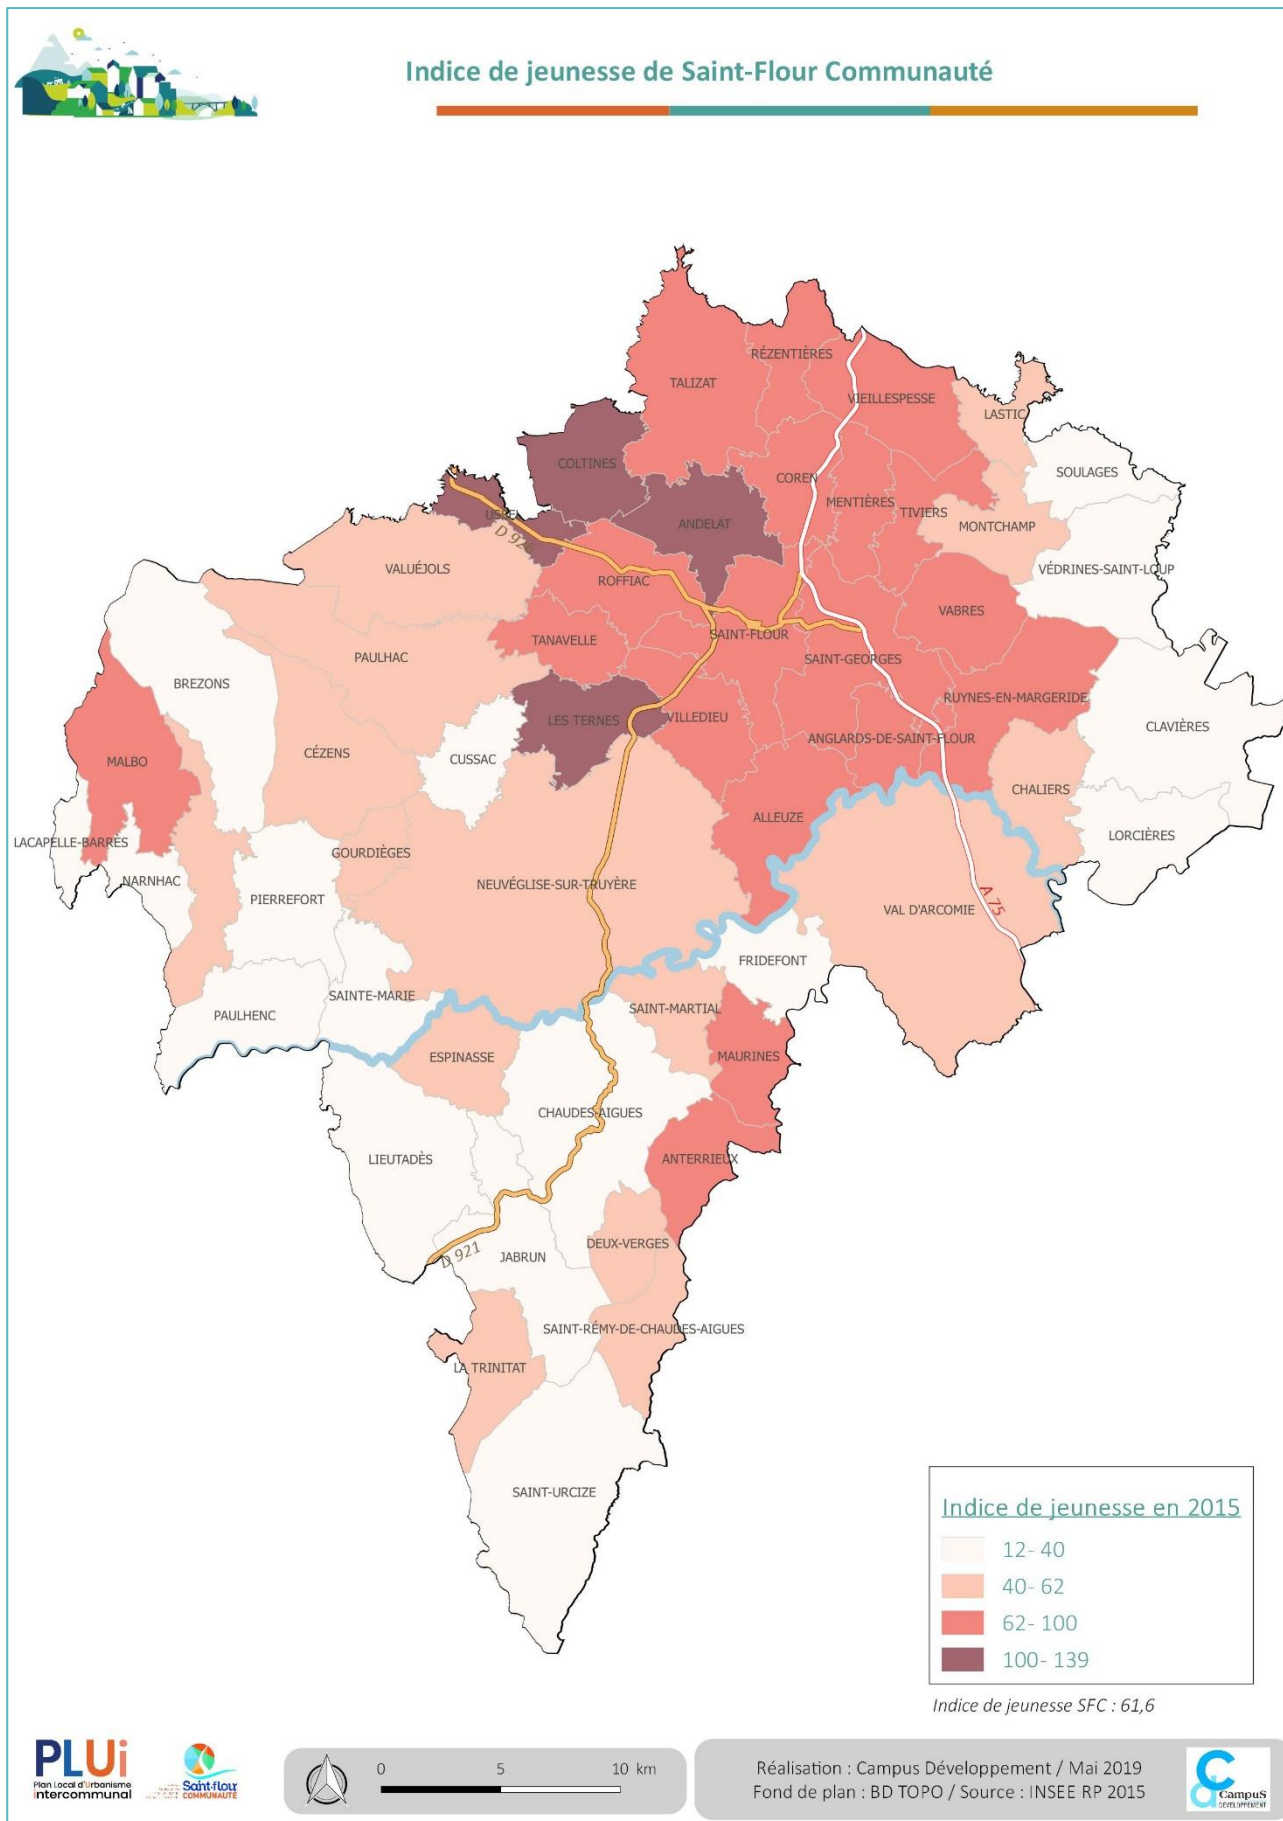 Indice de jeunesse de Saint-Flour Communauté
RÉZENTIÈRES
TALIZAT
VIEILLESPESSE
LASTIC
COLTINES
SOULAGES
COREN
MENTIÈRES
TIVIERS
ANDELAT
MONTCHAMP
D 926
VALUÉJOLS
VÉDRINES-SAINT-LOUP
ROFFIAC
VABRES
TANAVELLE
SAINT-FLOUR
PAULHAC
SAINT-GEORGES
BREZONS
RUYNES-EN-MARGERIDE
LES TERNES
VILLEDIEU
CLAVIÈRES
ANGLARDS-DE-SAINT-FLOUR
CÉZENS
CUSSAC
MALBO
CHALIERS
ALLEUZE
LORCIÈRES
LACAPELLE-BARRÈS
GOURDIÈGES
NARNHAC
NEUVÉGLISE-SUR-TRUYÈRE
PIERREFORT
A 75
VAL D'ARCOMIE
FRIDEFONT
SAINTE-MARIE
SAINT-MARTIAL
PAULHENC
ESPINASSE
MAURINES
CHAUDES-AIGUES
LIEUTADÈS
ANTERRIEUX
DEUX-VERGES
D 921
JABRUN
SAINT-RÉMY-DE-CHAUDES-AIGUES
LA TRINITAT
SAINT-URCIZE
Indice de jeunesse en 2015
12- 40
40- 62
62- 100
100- 139
Indice de jeunesse SFC : 61,6
PLUi
Plan Local d'Urbanisme
intercommunal
Saint-flour
COMMUNAUTÉ
0 5 10 km
Réalisation : Campus Développement / Mai 2019
Fond de plan : BD TOPO / Source : INSEE RP 2015
Campus
DÉVELOPPEMENT